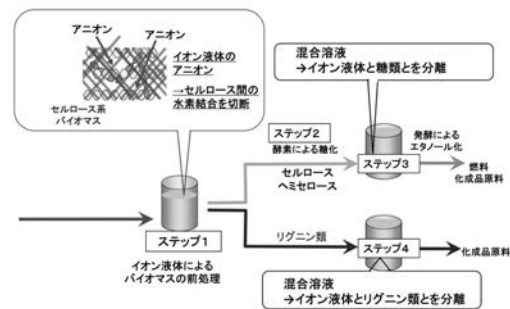 アニオン
アニオン
イオン液体の
アニオン
→セルロース間の
水素結合を切断
セルロース系
バイオマス
混合溶液
→イオン液体と糖類とを分離
ステップ2
酵素による糖化
セルロース
ヘミセロース
ステップ3
発酵による
エタノール化
燃料
化成品原料
ステップ1
イオン液体による
バイオマスの前処理
リグニン類
ステップ4
化成品原料
混合溶液
→イオン液体とリグニン類とを分離